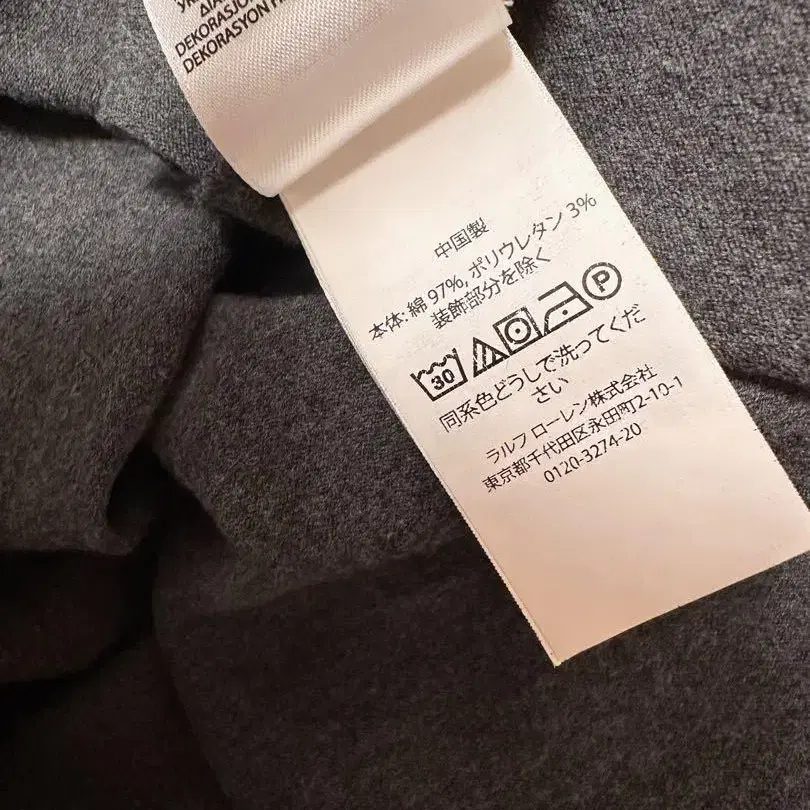 ΔΙΑ
DEKORASJO
DEKORASYON H
中国製
本体: 綿 97%, ポリウレタン 3%
装飾部分を除く
30 P
同系色どうしで洗ってくだ
さい
ラルフ ローレン株式会社
東京都千代田区永田町2-10-1
0120-3274-20